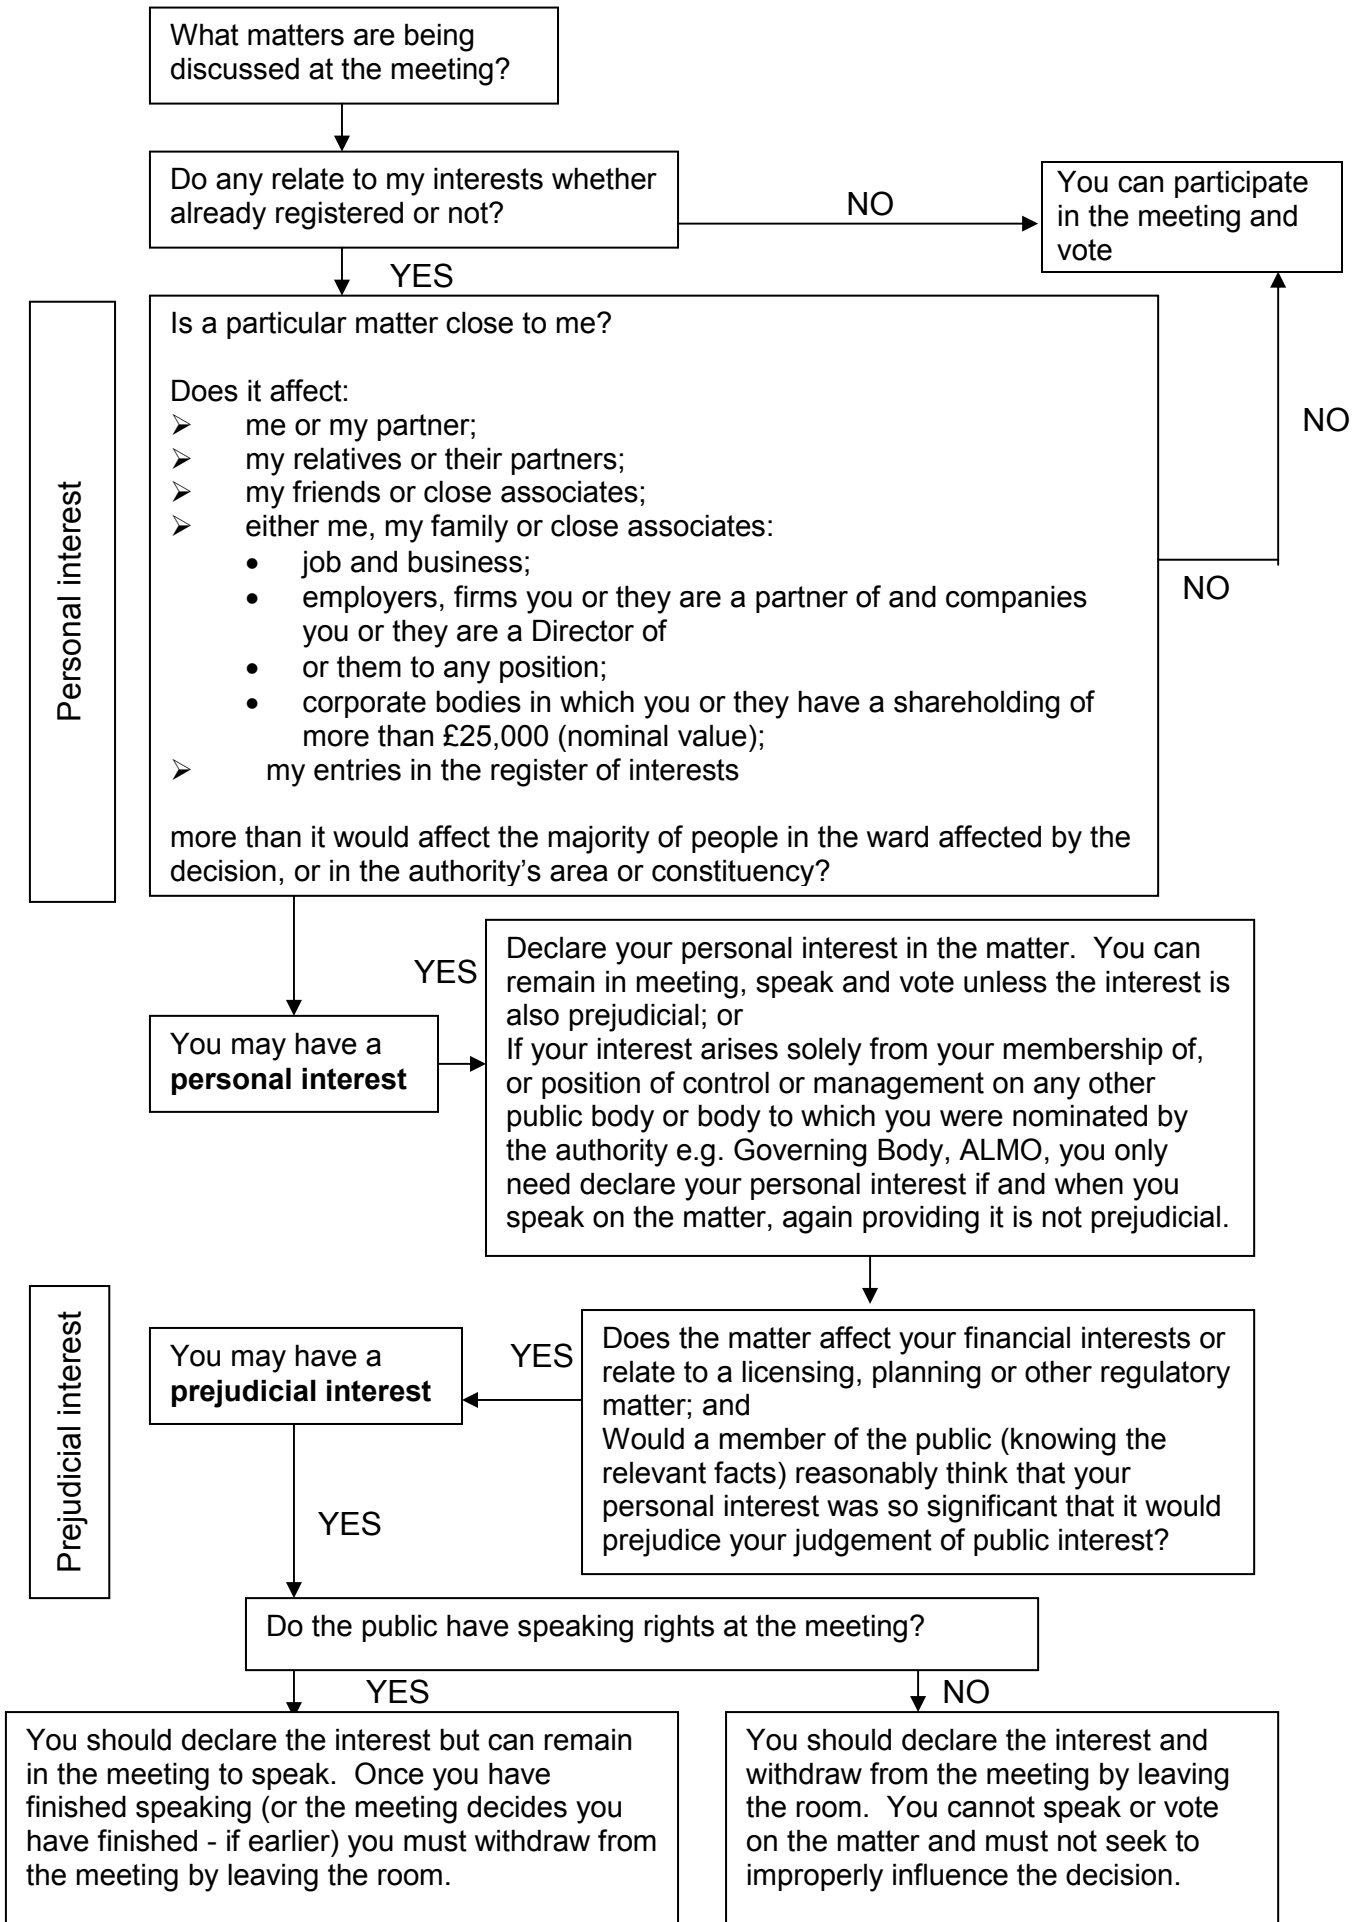 What matters are being
discussed at the meeting?
Do any relate to my interests whether
already registered or not?
NO
You can participate
in the meeting and
vote
YES
Personal interest
Is a particular matter close to me?
Does it affect:
➢ me or my partner;
➢ my relatives or their partners;
➢ my friends or close associates;
➢ either me, my family or close associates:
• job and business;
• employers, firms you or they are a partner of and companies
you or they are a Director of
• or them to any position;
• corporate bodies in which you or they have a shareholding of
more than £25,000 (nominal value);
➢ my entries in the register of interests
more than it would affect the majority of people in the ward affected by the
decision, or in the authority's area or constituency?
NO
NO
YES
You may have a
personal interest
Declare your personal interest in the matter. You can
remain in meeting, speak and vote unless the interest is
also prejudicial; or
If your interest arises solely from your membership of,
or position of control or management on any other
public body or body to which you were nominated by
the authority e.g. Governing Body, ALMO, you only
need declare your personal interest if and when you
speak on the matter, again providing it is not prejudicial.
Prejudicial interest
You may have a
prejudicial interest
YES
Does the matter affect your financial interests or
relate to a licensing, planning or other regulatory
matter; and
Would a member of the public (knowing the
relevant facts) reasonably think that your
personal interest was so significant that it would
prejudice your judgement of public interest?
YES
Do the public have speaking rights at the meeting?
YES
NO
You should declare the interest but can remain
in the meeting to speak. Once you have
finished speaking (or the meeting decides you
have finished - if earlier) you must withdraw from
the meeting by leaving the room.
You should declare the interest and
withdraw from the meeting by leaving
the room. You cannot speak or vote
on the matter and must not seek to
improperly influence the decision.